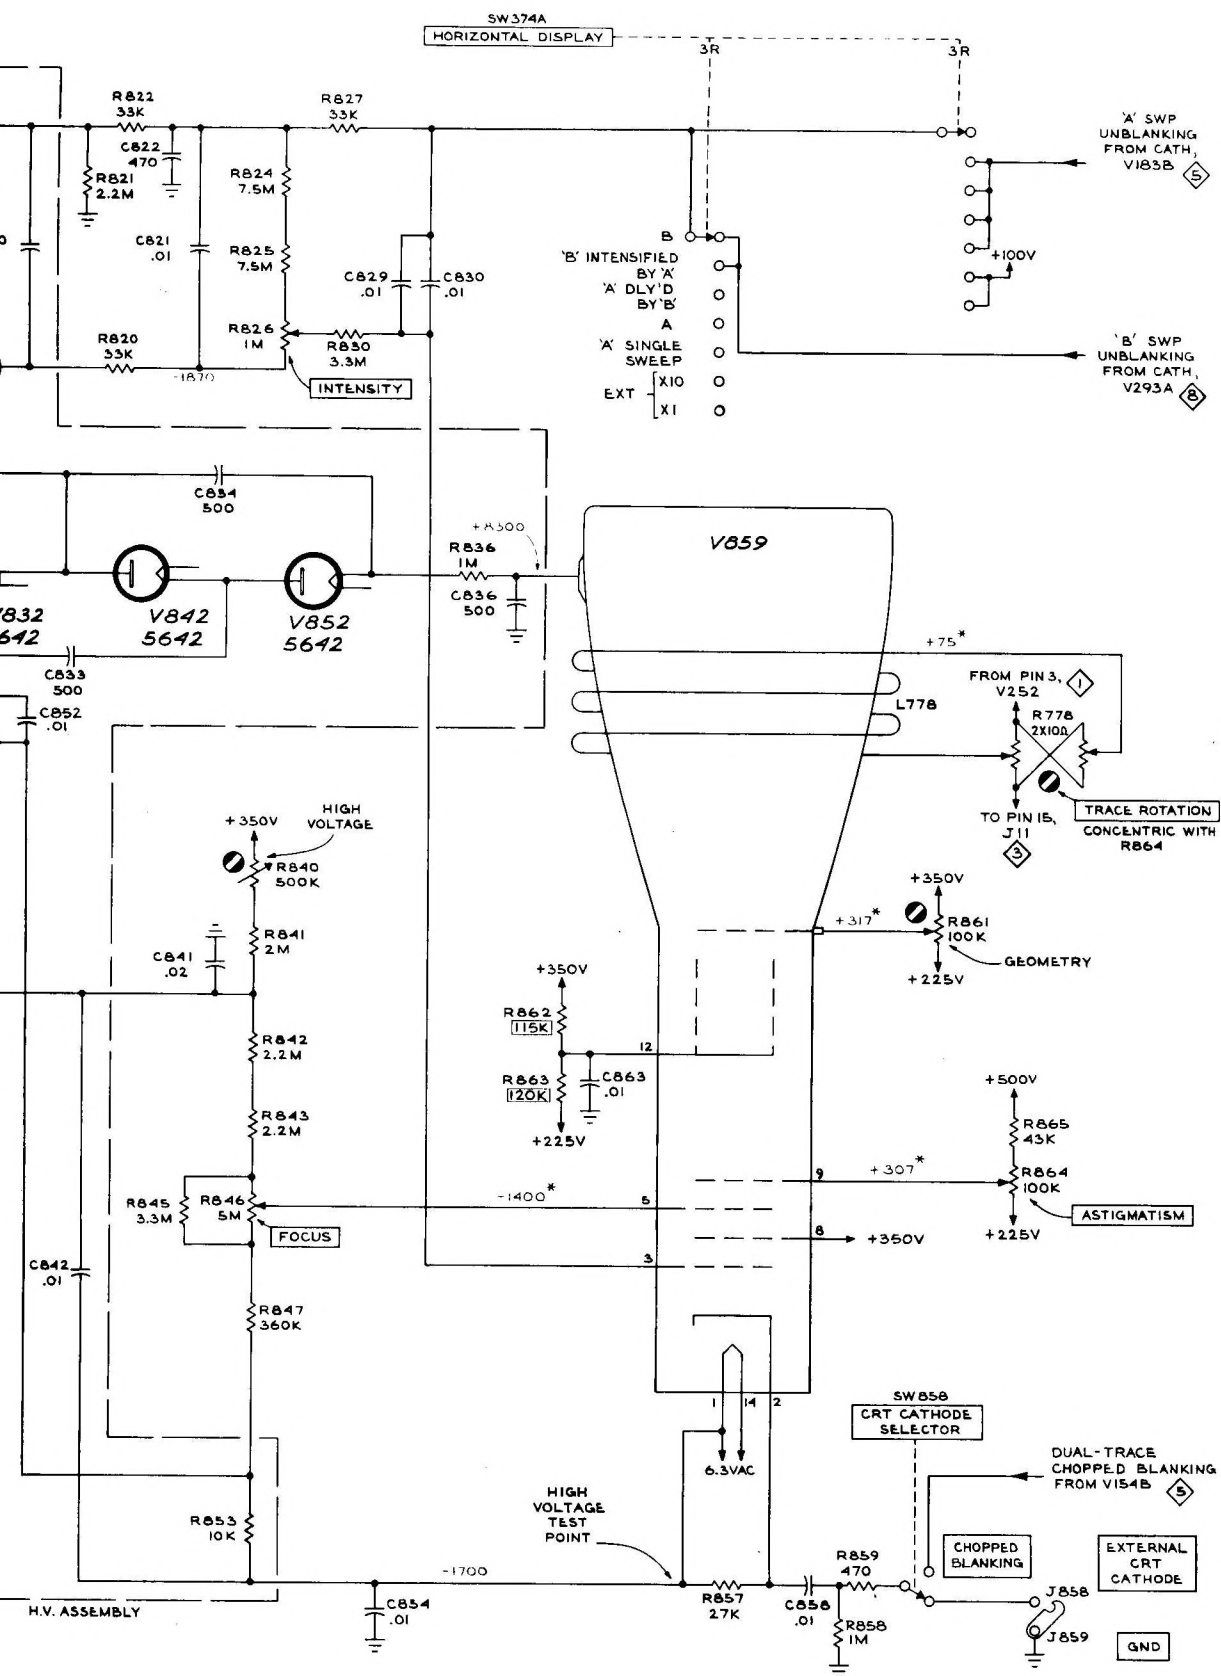 SW374A
HORIZONTAL DISPLAY
3R
3R
R822
33K
R827
33K
C822
470
R821
2.2M
R824
7.5M
C821
.01
R825
7.5M
C829
.01
C830
.01
R820
33K
R826
1M
R830
3.3M
-1870
INTENSITY
B
'B' INTENSIFIED
BY 'A'
'A' DLY'D
BY 'B'
A
'A' SINGLE
SWEEP
EXT
X10
X1
'A' SWP
UNBLANKING
FROM CATH,
V183B
5
+100V
'B' SWP
UNBLANKING
FROM CATH,
V293A
8
C834
500
+8300
R836
1M
C836
500
V859
V842
5642
V852
5642
C833
500
C852
.01
+75*
FROM PIN 3,
V252
1
L778
R778
2X10Ω
TRACE ROTATION
CONCENTRIC WITH
R864
TO PIN 15,
J11
3
+350V
HIGH
VOLTAGE
R840
500K
R841
2M
C841
.02
+317*
+350V
R861
100K
GEOMETRY
+225V
+350V
R862
115K
12
R863
120K
C863
.01
+225V
R842
2.2M
R843
2.2M
+500V
R865
43K
+307*
9
R864
100K
ASTIGMATISM
+225V
R845
3.3M
R846
5M
FOCUS
-1400*
5
8
+350V
3
C842
.01
R847
360K
1
14
2
6.3VAC
SW858
CRT CATHODE
SELECTOR
DUAL-TRACE
CHOPPED BLANKING
FROM V154B
5
R853
10K
HIGH
VOLTAGE
TEST
POINT
CHOPPED
BLANKING
EXTERNAL
CRT
CATHODE
-1700
R859
470
J858
R857
27K
C858
.01
R858
1M
J859
GND
C854
.01
H.V. ASSEMBLY